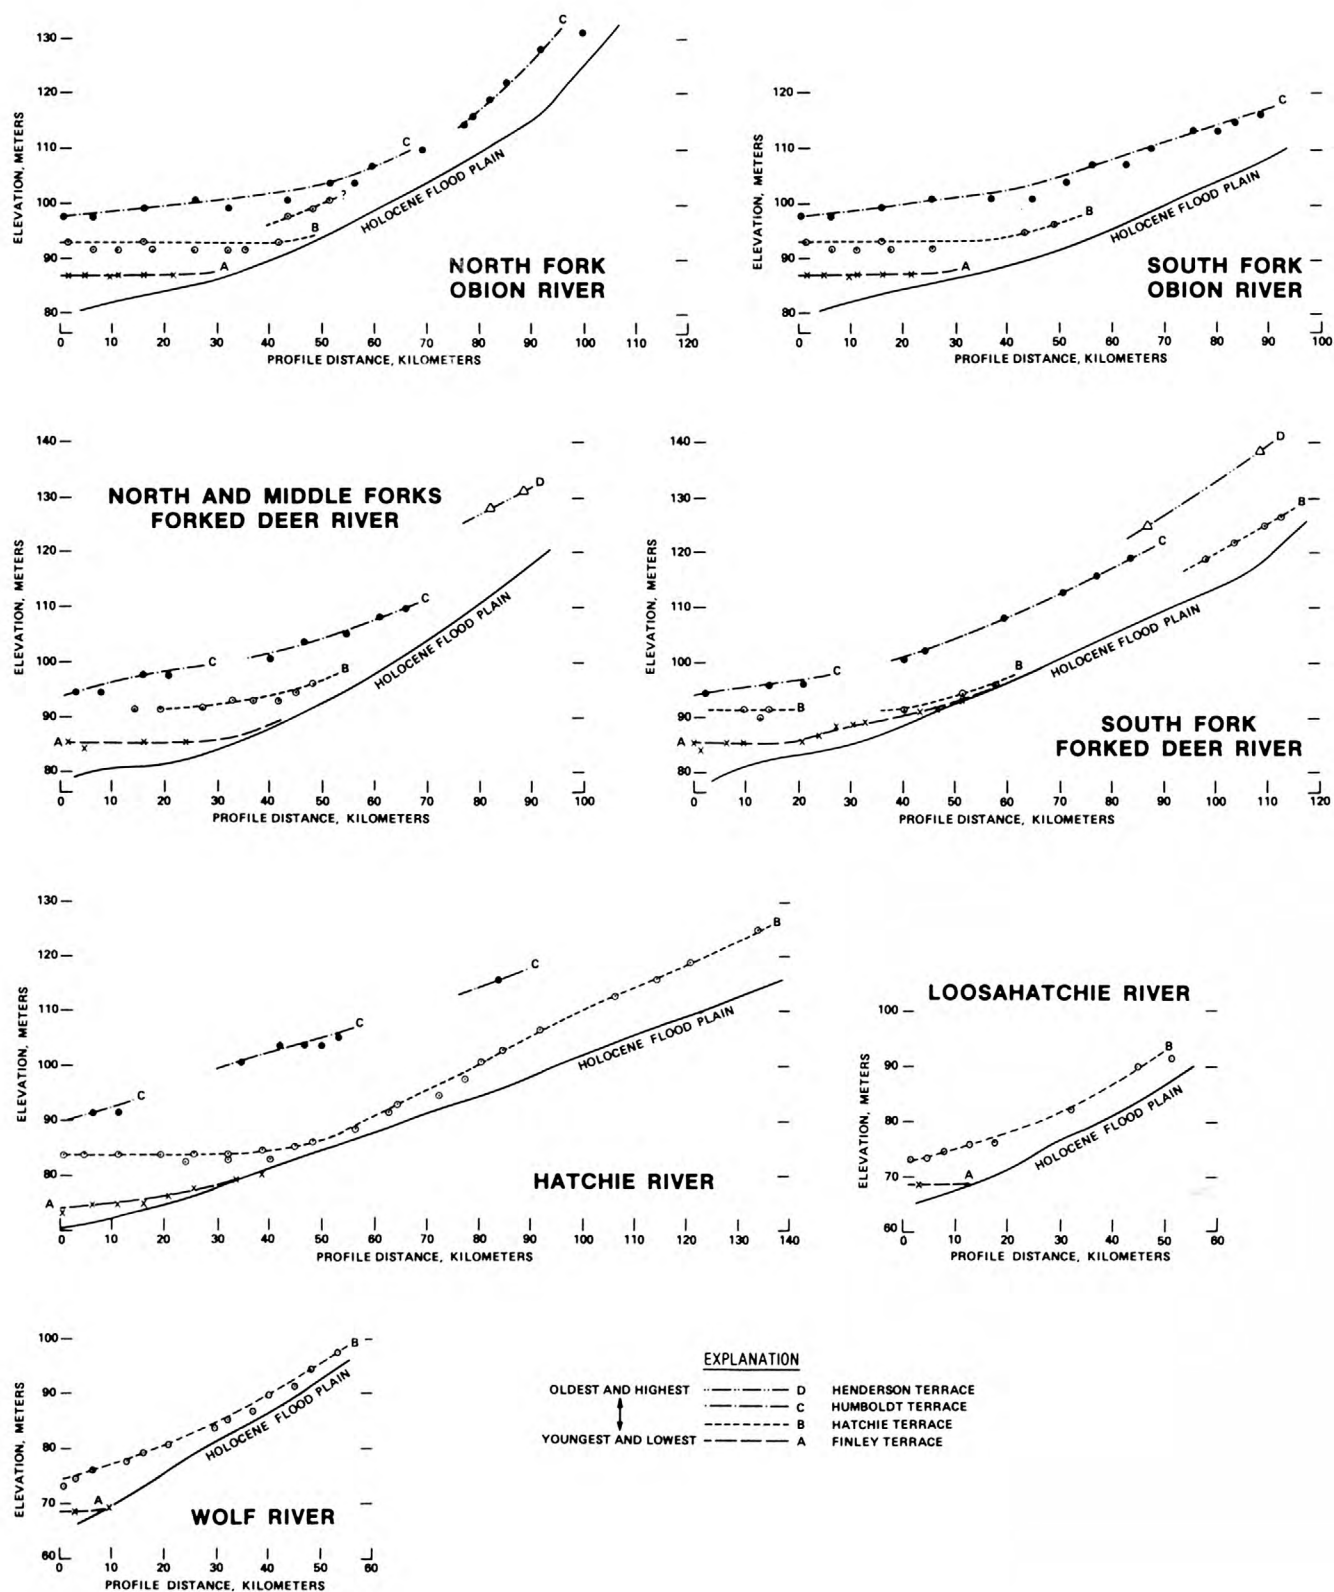 130
120
110
100
90
80
ELEVATION, METERS
C
C
?
B
A
HOLOCENE FLOOD PLAIN
NORTH FORK
OBION RIVER
0 10 20 30 40 50 60 70 80 90 100 110 120
PROFILE DISTANCE, KILOMETERS
120
110
100
90
80
ELEVATION, METERS
C
B
A
HOLOCENE FLOOD PLAIN
SOUTH FORK
OBION RIVER
0 10 20 30 40 50 60 70 80 90 100
PROFILE DISTANCE, KILOMETERS
140
130
120
110
100
90
80
ELEVATION, METERS
NORTH AND MIDDLE FORKS
FORKED DEER RIVER
D
C
C
B
A
HOLOCENE FLOOD PLAIN
0 10 20 30 40 50 60 70 80 90 100
PROFILE DISTANCE, KILOMETERS
140
130
120
110
100
90
80
ELEVATION, METERS
D
B
C
C
B
B
A
HOLOCENE FLOOD PLAIN
SOUTH FORK
FORKED DEER RIVER
0 10 20 30 40 50 60 70 80 90 100 110 120
PROFILE DISTANCE, KILOMETERS
130
120
110
100
90
80
ELEVATION, METERS
B
C
C
C
A
HOLOCENE FLOOD PLAIN
HATCHIE RIVER
0 10 20 30 40 50 60 70 80 90 100 110 120 130 140
PROFILE DISTANCE, KILOMETERS
LOOSAHATCHIE RIVER
100
90
80
70
60
ELEVATION, METERS
B
A
HOLOCENE FLOOD PLAIN
0 10 20 30 40 50 60
PROFILE DISTANCE, KILOMETERS
100
90
80
70
60
ELEVATION, METERS
B
A
HOLOCENE FLOOD PLAIN
WOLF RIVER
0 10 20 30 40 50 60
PROFILE DISTANCE, KILOMETERS
EXPLANATION
OLDEST AND HIGHEST D HENDERSON TERRACE
C HUMBOLDT TERRACE
B HATCHIE TERRACE
YOUNGEST AND LOWEST A FINLEY TERRACE